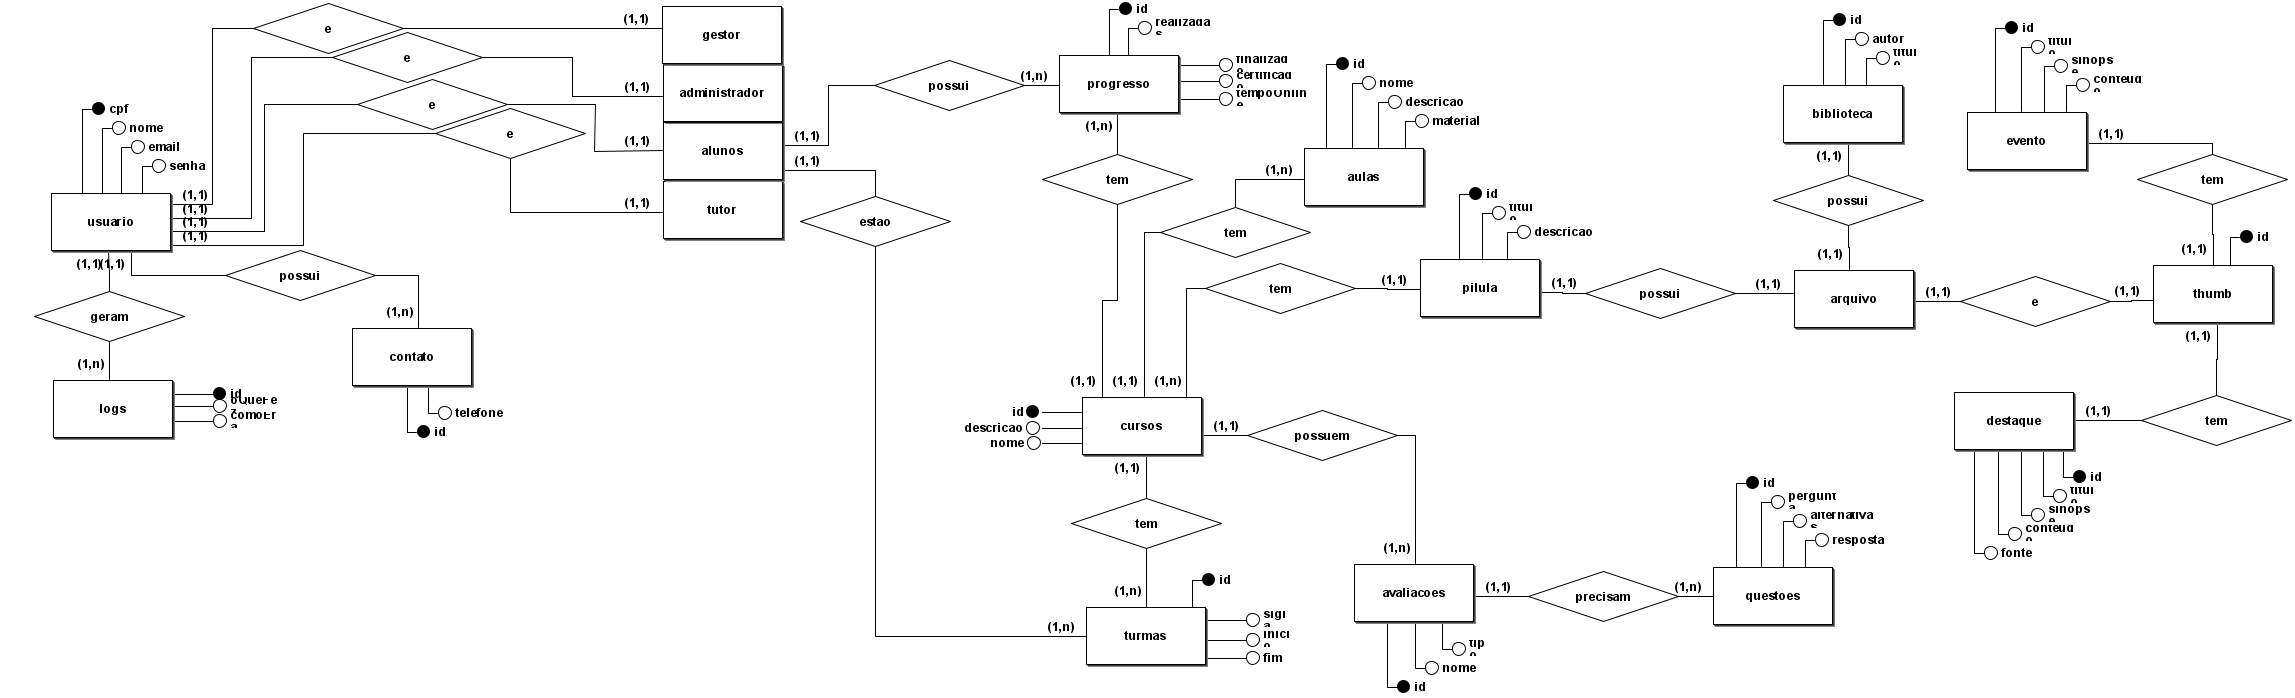 e
(1,1)
gestor
e
(1,1)
administrador
e
(1,1)
alunos
e
(1,1)
tutor
cpf
nome
email
senha
usuario
(1,1)
(1,1)
(1,1)
(1,1)
(1,1)
(1,1)
possui
(1,n)
contato
telefone
id
geram
(1,n)
logs
id
(1,1)
possui
(1,n)
(1,1)
estao
(1,n)
id
progresso
(1,n)
tem
(1,1)
id
nome
descricao
material
aulas
(1,n)
tem
(1,1)
tem
(1,n)
(1,1)
id
descricao
pilula
(1,1)
possui
(1,1)
id
descricao
nome
cursos
(1,1)
possuem
(1,n)
(1,1)
tem
(1,n)
turmas
id
fim
avaliacoes
nome
id
(1,1)
precisam
(1,n)
questoes
id
resposta
id
autor
biblioteca
(1,1)
possui
(1,1)
arquivo
(1,1)
e
(1,1)
id
evento
(1,1)
tem
(1,1)
id
thumb
(1,1)
tem
(1,1)
destaque
id
fonte